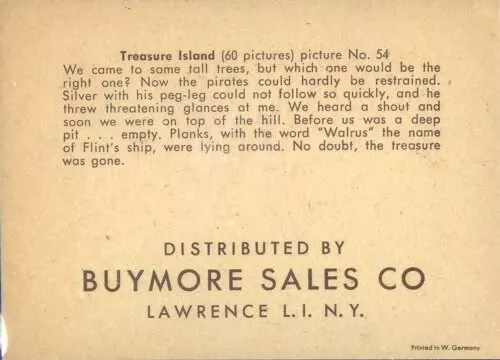 Treasure Island (60 pictures) picture No. 54
We came to some tall trees, but which one would be the
right one? Now the pirates could hardly be restrained.
Silver with his peg-leg could not follow so quickly, and he
threw threatening glances at me. We heard a shout and
soon we were on top of the hill. Before us was a deep
pit . . . empty. Planks, with the word "Walrus" the name
of Flint's ship, were lying around. No doubt, the treasure
was gone.
DISTRIBUTED BY
BUYMORE SALES CO
LAWRENCE L. I. N. Y.
Printed in W. Germany